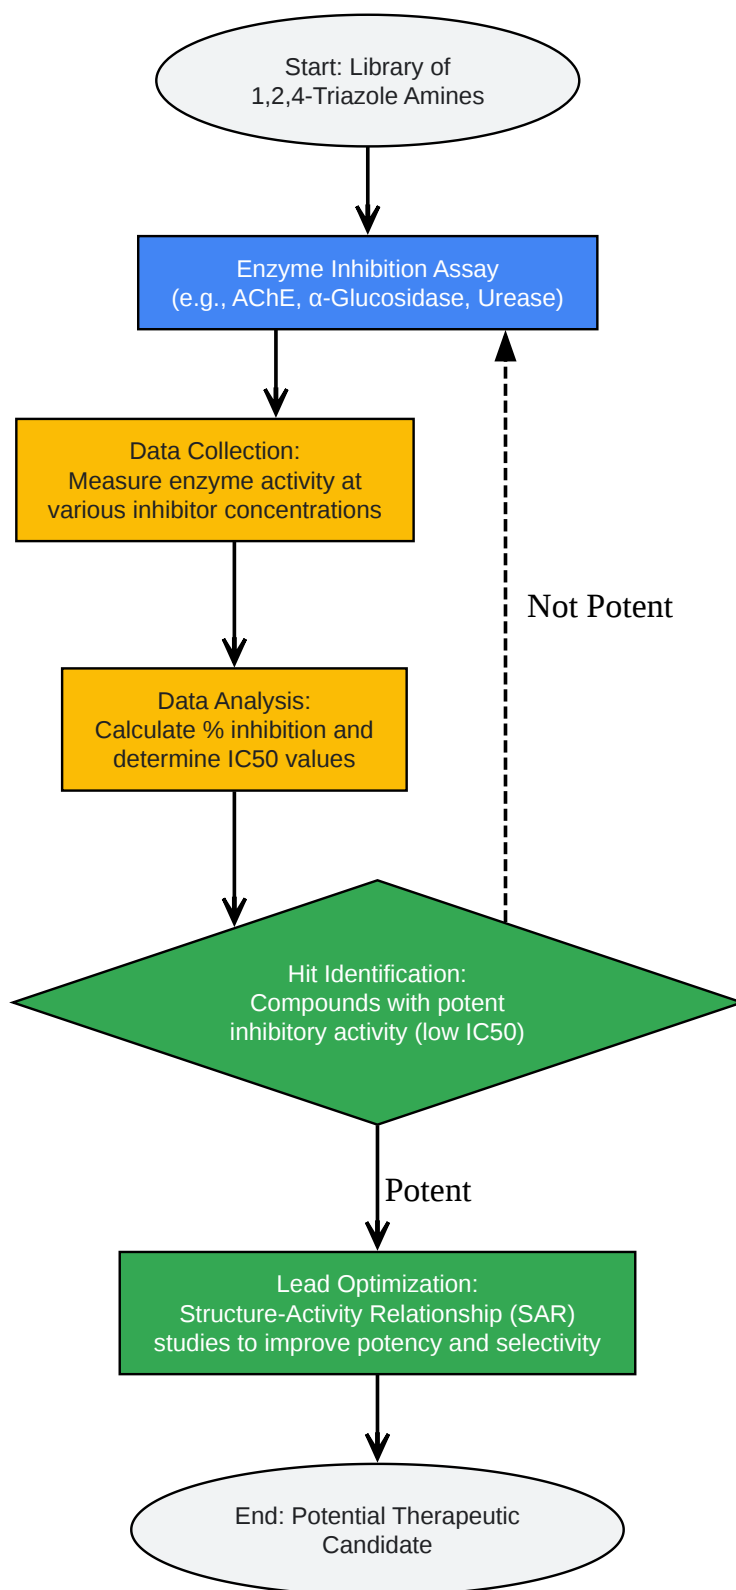 Start: Library of
1,2,4-Triazole Amines
Enzyme Inhibition Assay
(e.g., AChE, α-Glucosidase, Urease)
Data Collection:
Measure enzyme activity at
various inhibitor concentrations
Not Potent
Data Analysis:
Calculate % inhibition and
determine IC50 values
Hit Identification:
Compounds with potent
inhibitory activity (low IC50)
Potent
Lead Optimization:
Structure-Activity Relationship (SAR)
studies to improve potency and selectivity
End: Potential Therapeutic
Candidate